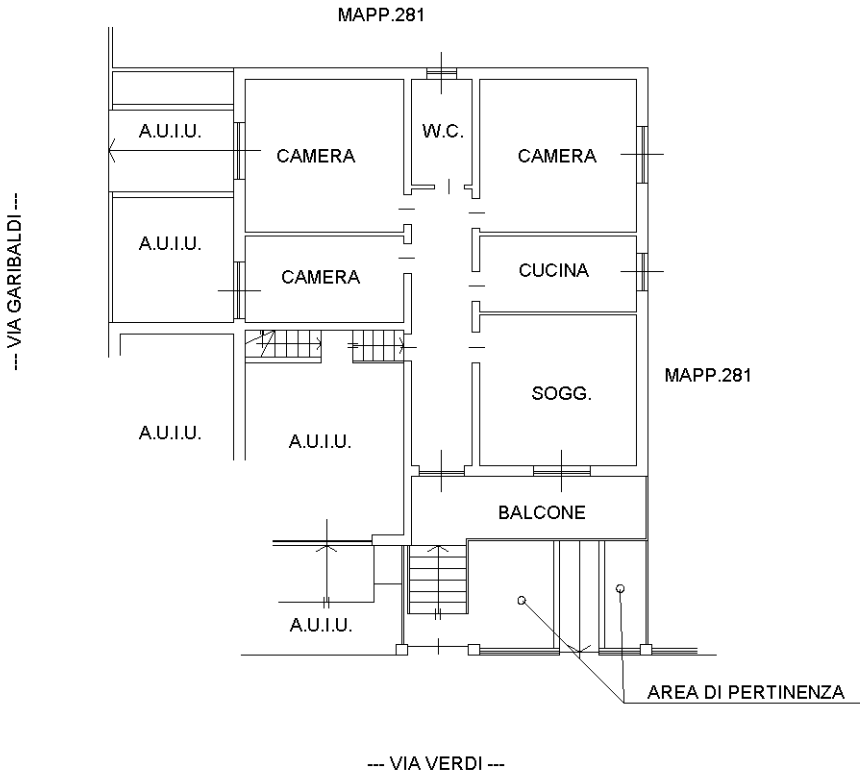 MAPP.281
A.U.I.U.
CAMERA
W.C.
CAMERA
A.U.I.U.
CAMERA
CUCINA
--- VIA GARIBALDI ---
MAPP.281
SOGG.
A.U.I.U.
A.U.I.U.
BALCONE
A.U.I.U.
AREA DI PERTINENZA
--- VIA VERDI ---